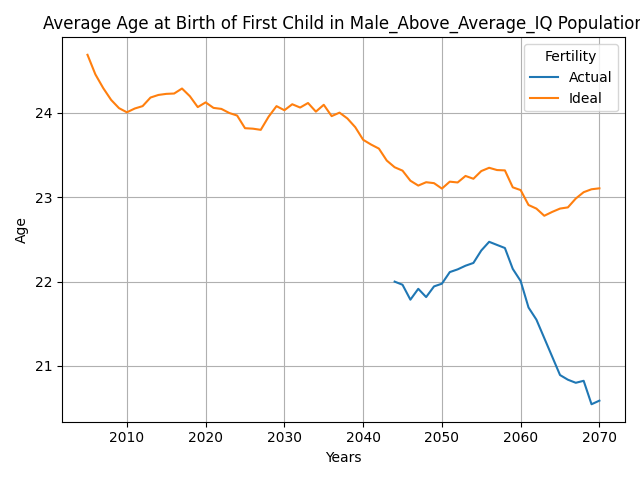 Average Age at Birth of First Child in Male_Above_Average_IQ Population
Fertility
Actual
Ideal
Age
24
23
22
21
2010 2020 2030 2040 2050 2060 2070
Years